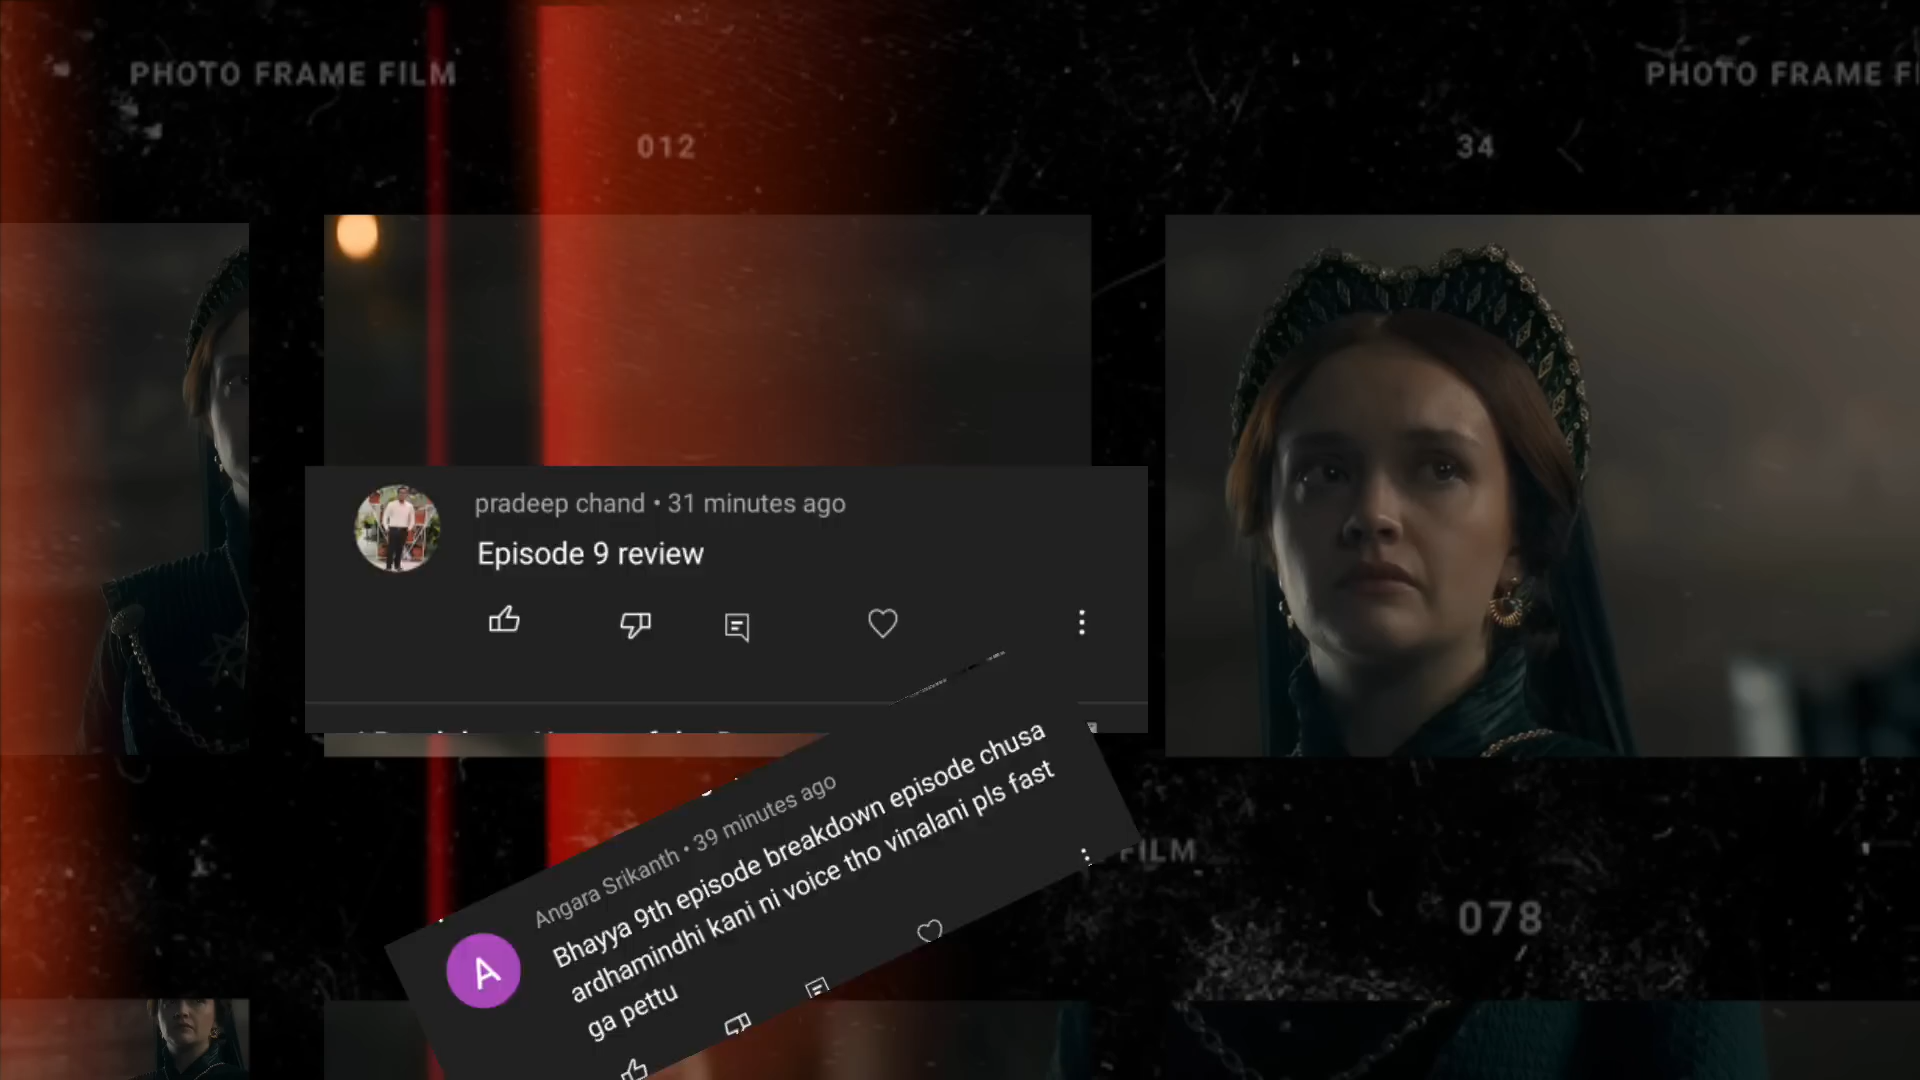 PHOTO FRAME FILM
PHOTO FRAME
012
34
pradeep chand • 31 minutes ago
Episode 9 review
Angara Srikanth • 39 minutes ago
Bhayya 9th episode breakdown episode chusa
ardhamindhi kani ni voice tho vinalani pls fast
ga pettu
A
FILM
078